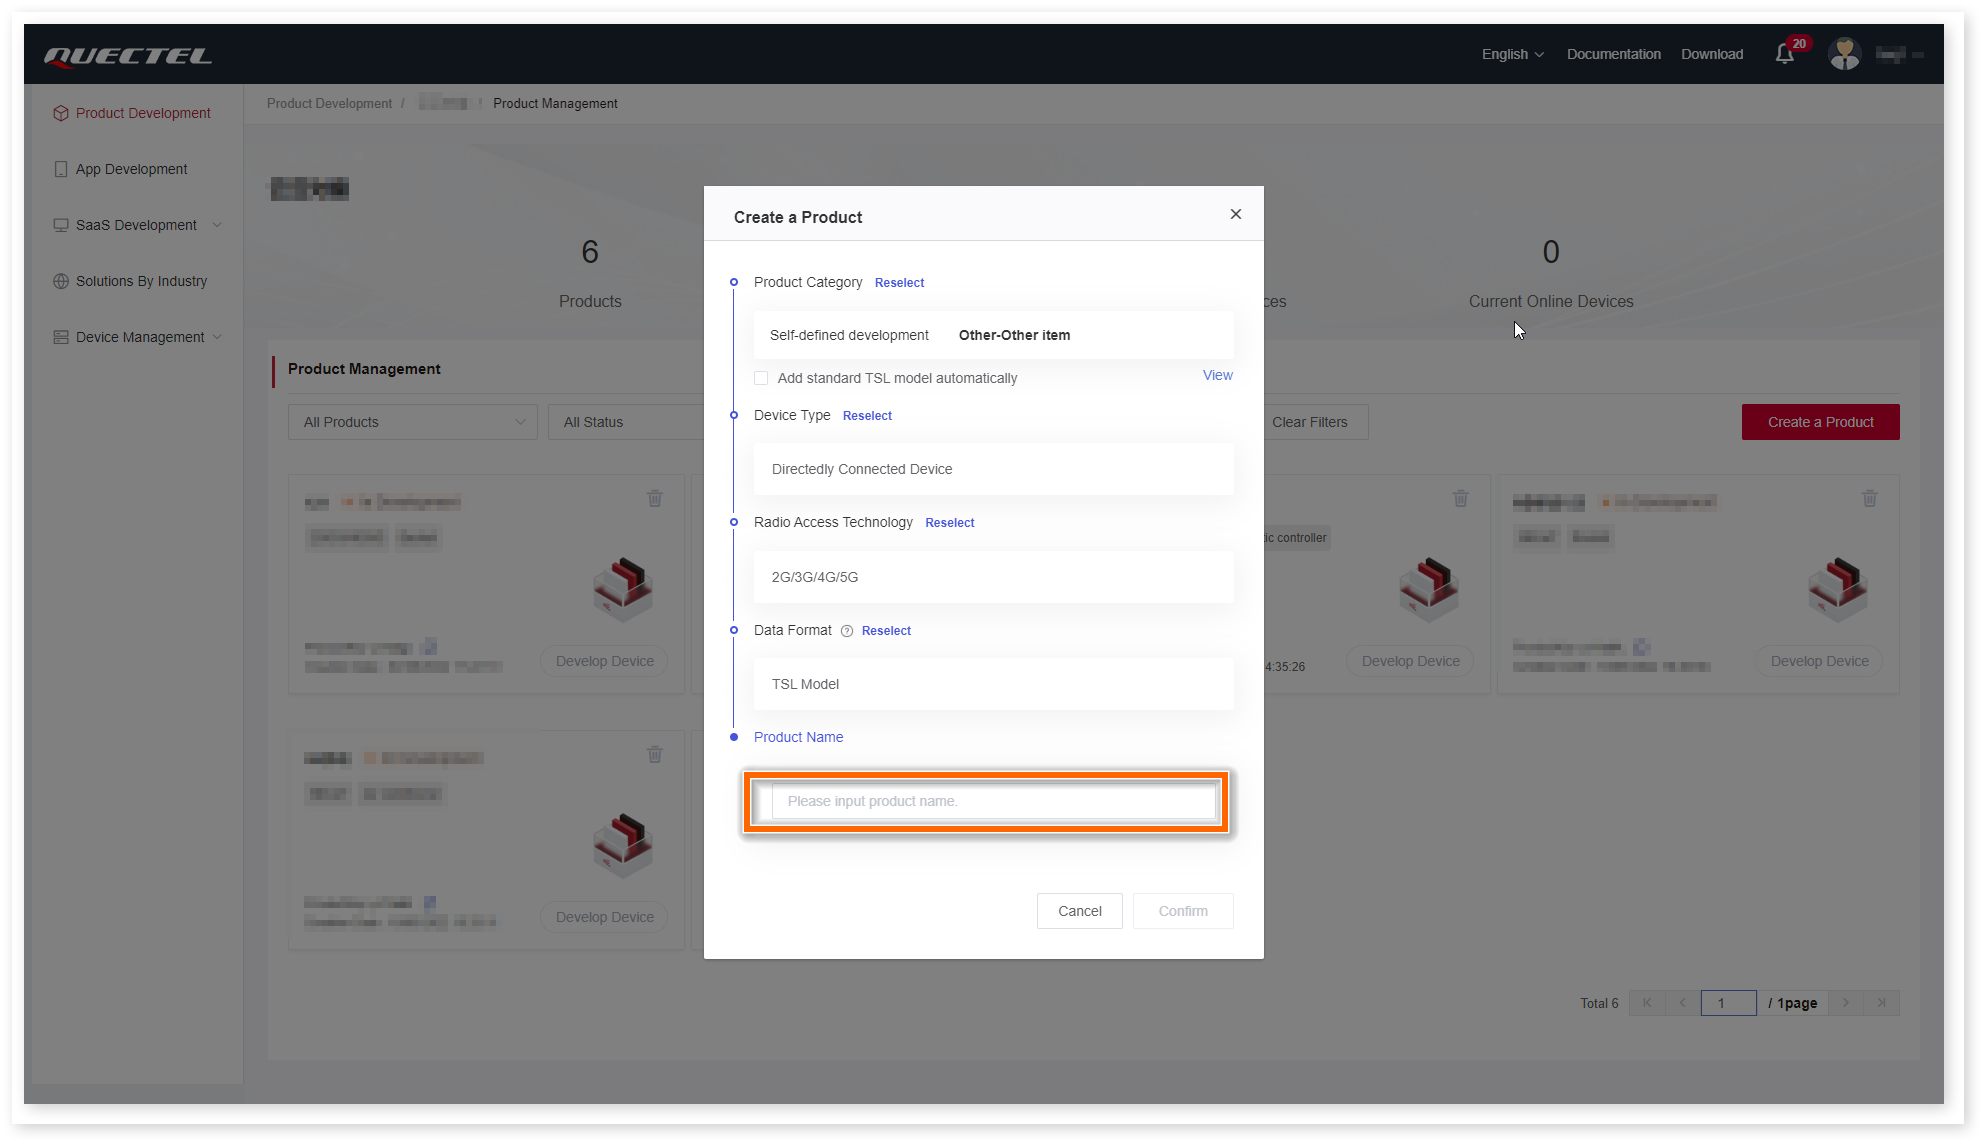 QUECTEL
English
Documentation
Download
20
Product Development
App Development
SaaS Development
Solutions By Industry
Device Management
Product Development /
/ Product Management
6
Products
ces
0
Current Online Devices
Product Management
All Products
All Status
Clear Filters
Create a Product
tic controller
Develop Device
4:35:26
Develop Device
Develop Device
Develop Device
Total 6
1
/ 1page
Create a Product
Product Category Reselect
Self-defined development Other-Other item
Add standard TSL model automatically View
Device Type Reselect
Directedly Connected Device
Radio Access Technology Reselect
2G/3G/4G/5G
Data Format ? Reselect
TSL Model
Product Name
Please input product name.
Cancel Confirm